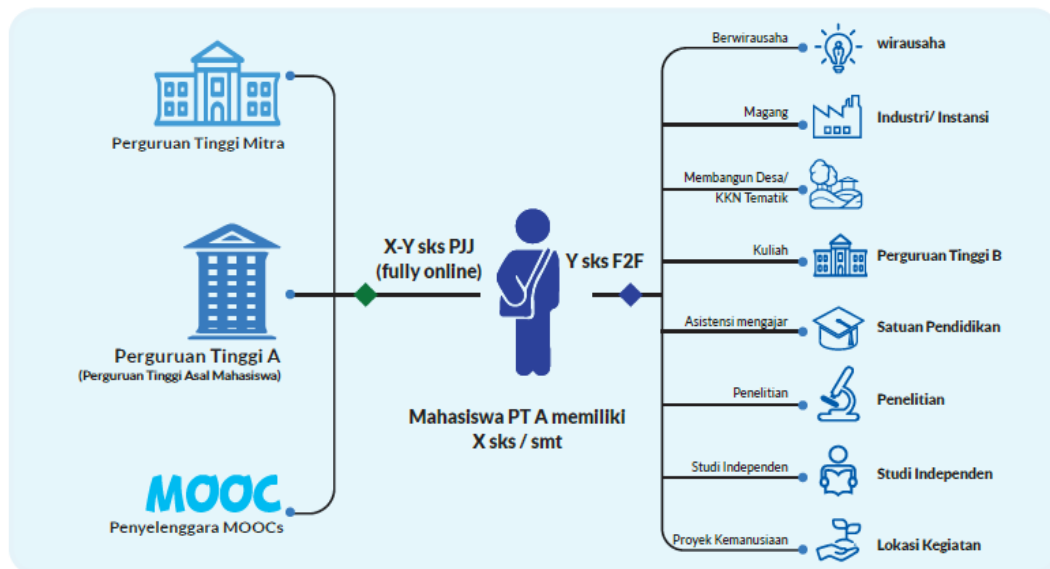 Perguruan Tinggi Mitra
Perguruan Tinggi A
(Perguruan Tinggi Asal Mahasiswa)
MOOC
Penyelenggara MOOCs
X-Y sks PJJ
(fully online)
Mahasiswa PT A memiliki
X sks / smt
Y sks F2F
Berwirausaha
wirausaha
Magang
Industri/ Instansi
Membangun Desa/
KKN Tematik
Kuliah
Perguruan Tinggi B
Asistensi mengajar
Satuan Pendidikan
Penelitian
Penelitian
Studi Independen
Studi Independen
Proyek Kemanusiaan
Lokasi Kegiatan